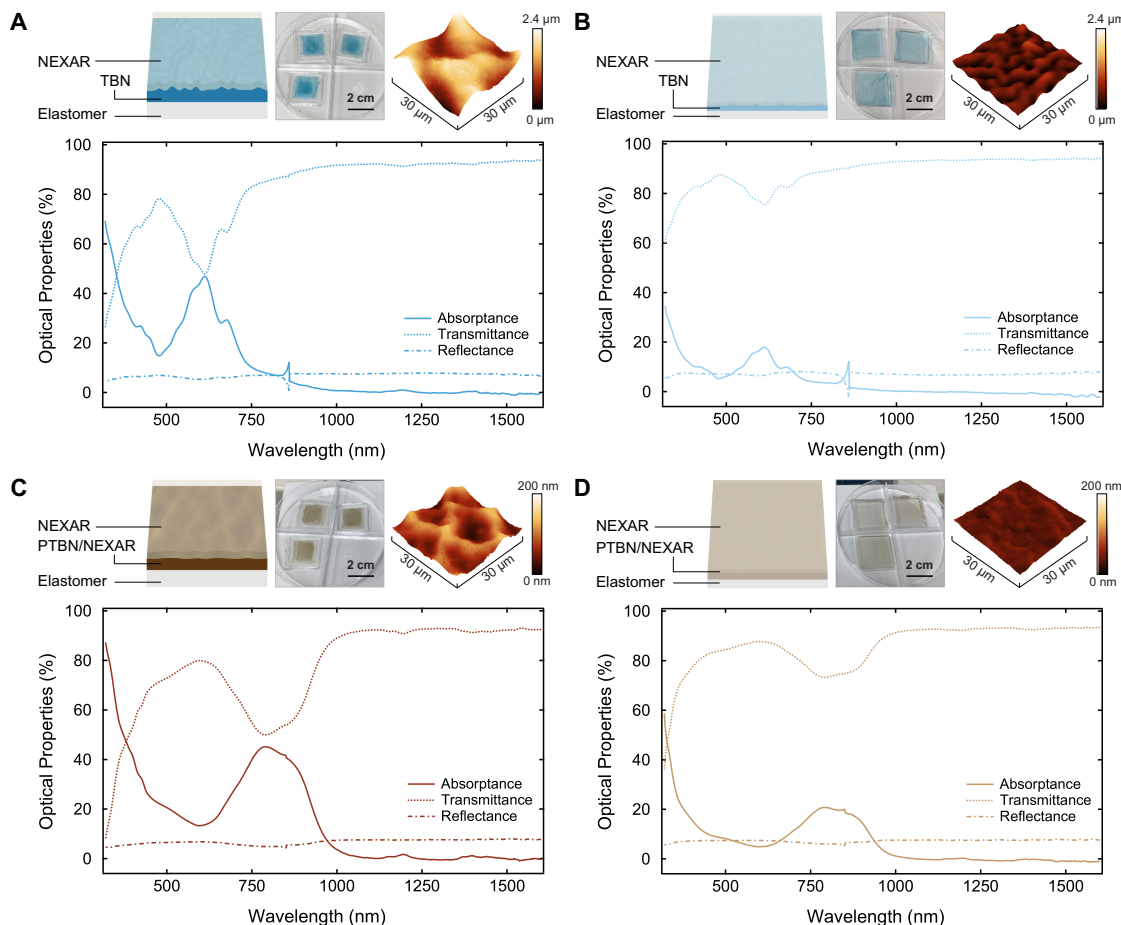 A
NEXAR
TBN
Elastomer
2 cm
30 µm
30 µm
2.4 µm
0 µm
100
80
60
40
20
0
Optical Properties (%)
Absorptance
Transmittance
Reflectance
500
750
1000
1250
1500
Wavelength (nm)
B
NEXAR
TBN
Elastomer
2 cm
30 µm
30 µm
2.4 µm
0 µm
100
80
60
40
20
0
Optical Properties (%)
Absorptance
Transmittance
Reflectance
500
750
1000
1250
1500
Wavelength (nm)
C
NEXAR
PTBN/NEXAR
Elastomer
2 cm
30 µm
30 µm
200 nm
0 nm
100
80
60
40
20
0
Optical Properties (%)
Absorptance
Transmittance
Reflectance
500
750
1000
1250
1500
Wavelength (nm)
D
NEXAR
PTBN/NEXAR
Elastomer
2 cm
30 µm
30 µm
200 nm
0 nm
100
80
60
40
20
0
Optical Properties (%)
Absorptance
Transmittance
Reflectance
500
750
1000
1250
1500
Wavelength (nm)